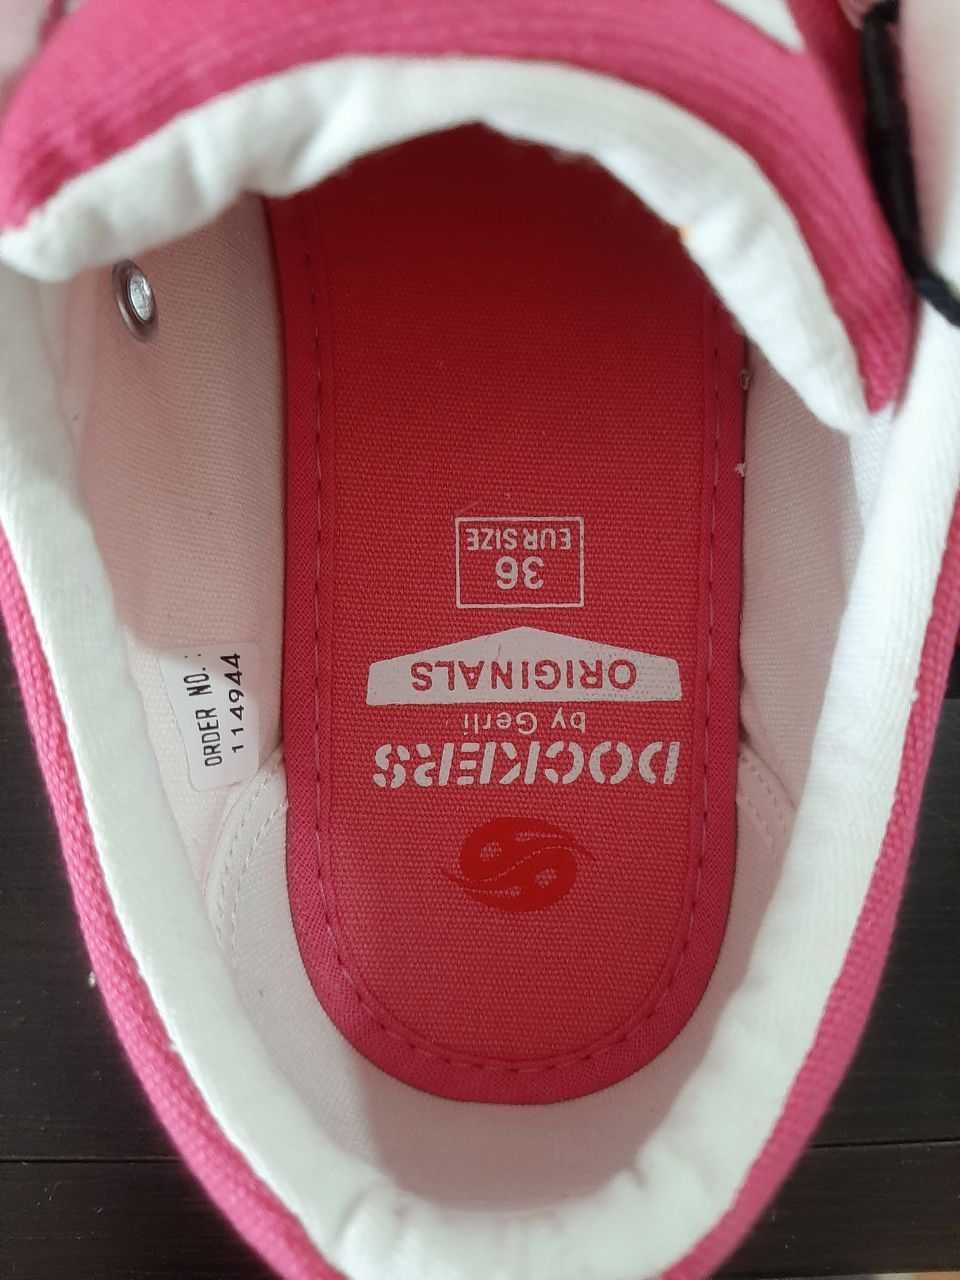 DOCKERS
by Gerli
ORIGINALS
36
EUR SIZE
ORDER NO. :
114944